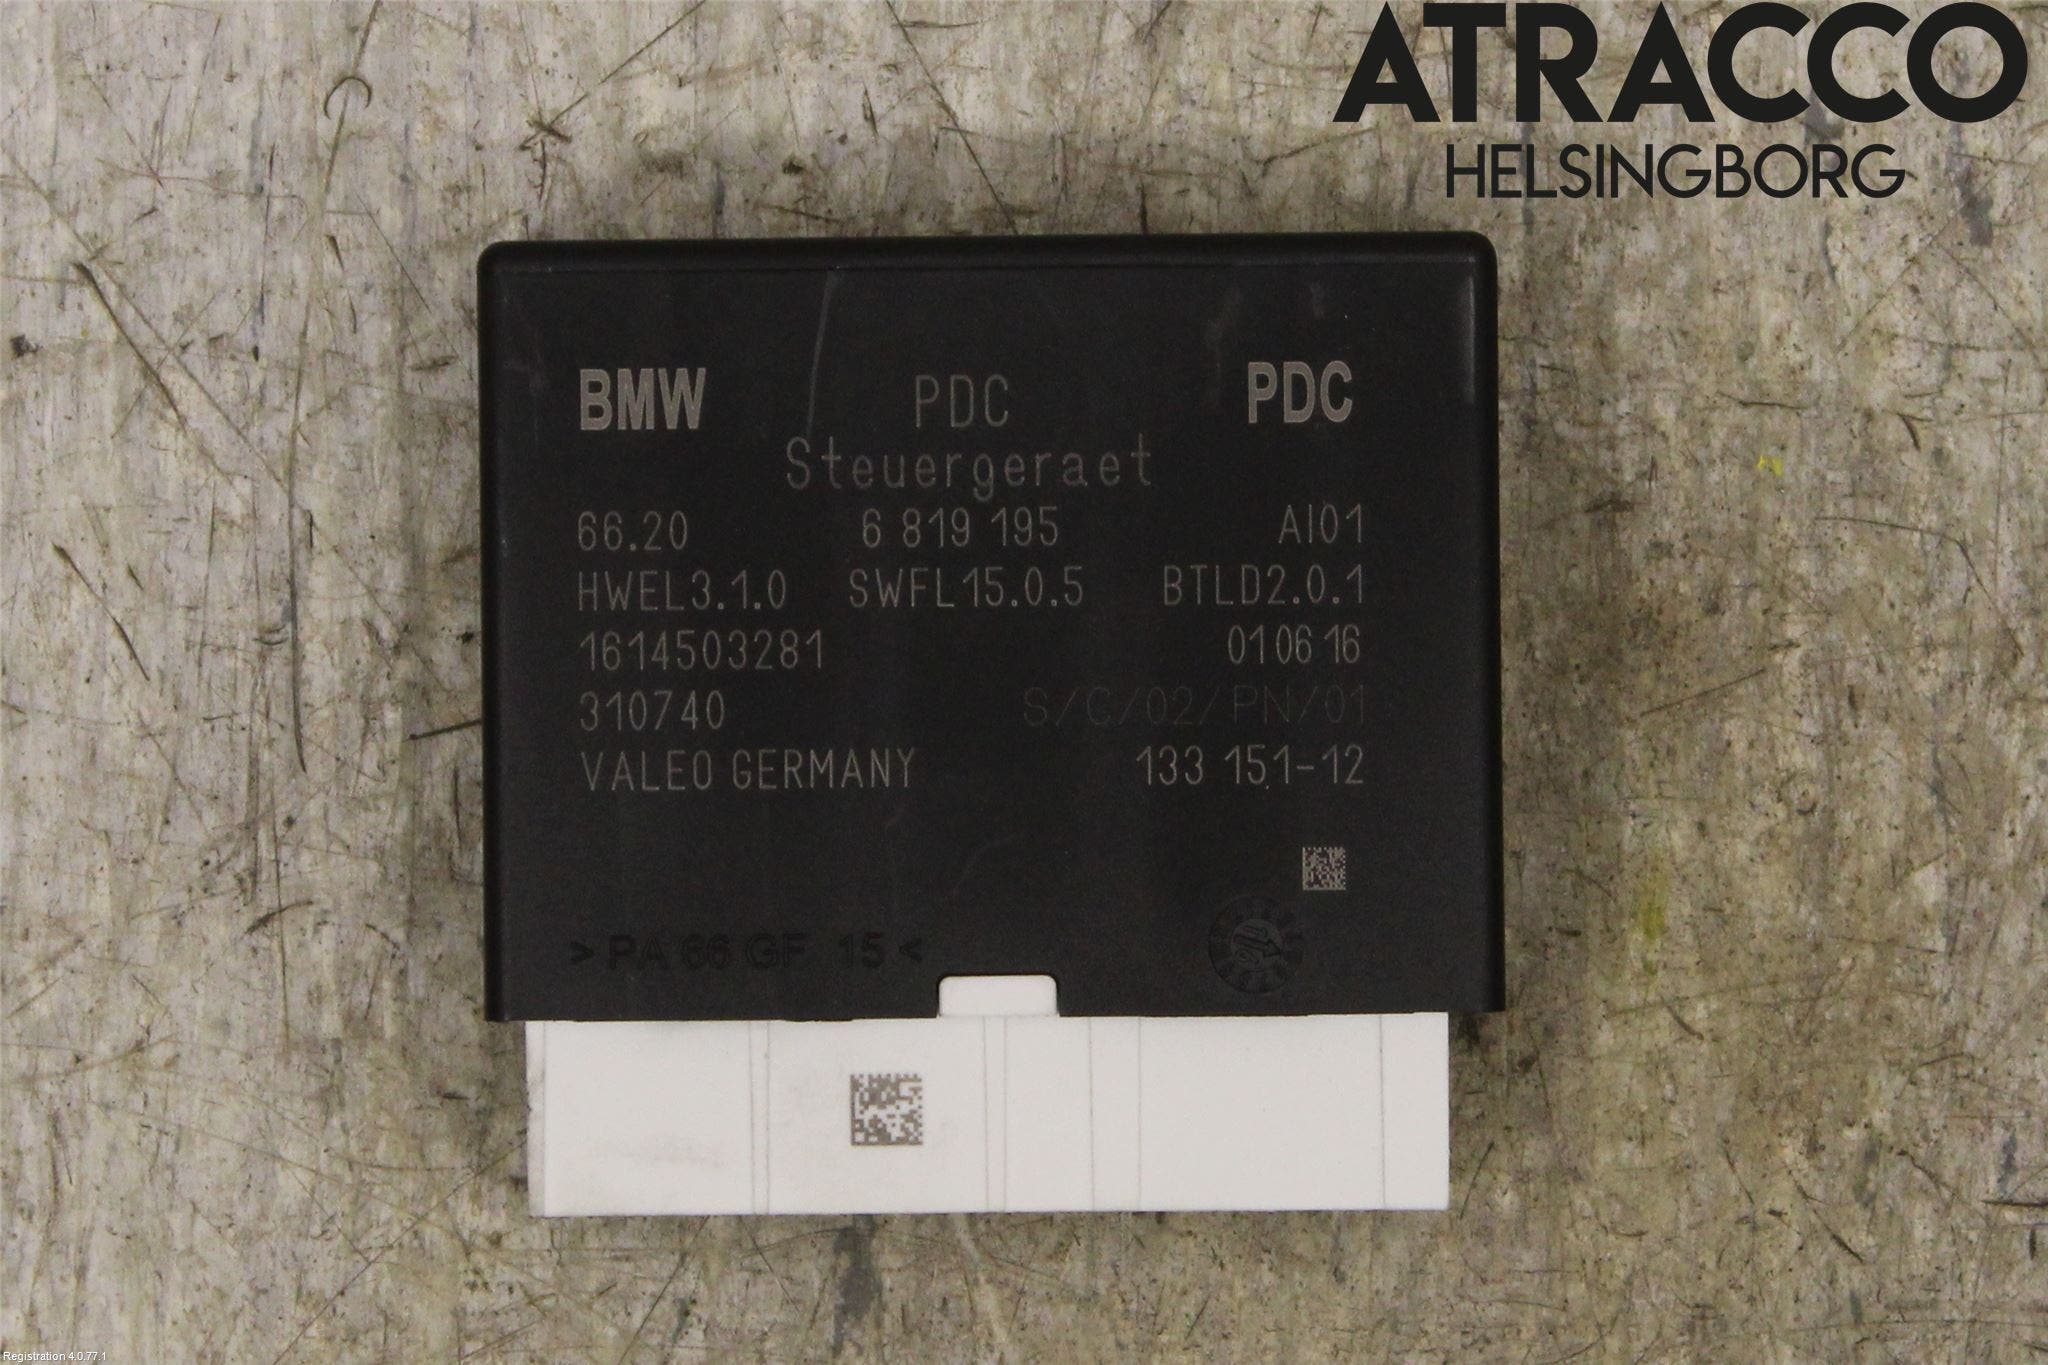 ATRACCO
HELSINGBORG
BMW PDC PDC
Steuergeraet
66.20 6 819 195 AI01
HWEL3.1.0 SWFL15.0.5 BTLD2.0.1
1614503281 010616
310740 S/C/02/PN/01
VALEO GERMANY 133 151-12
>PA 66 GF 15<
Registration 4.0.77.1